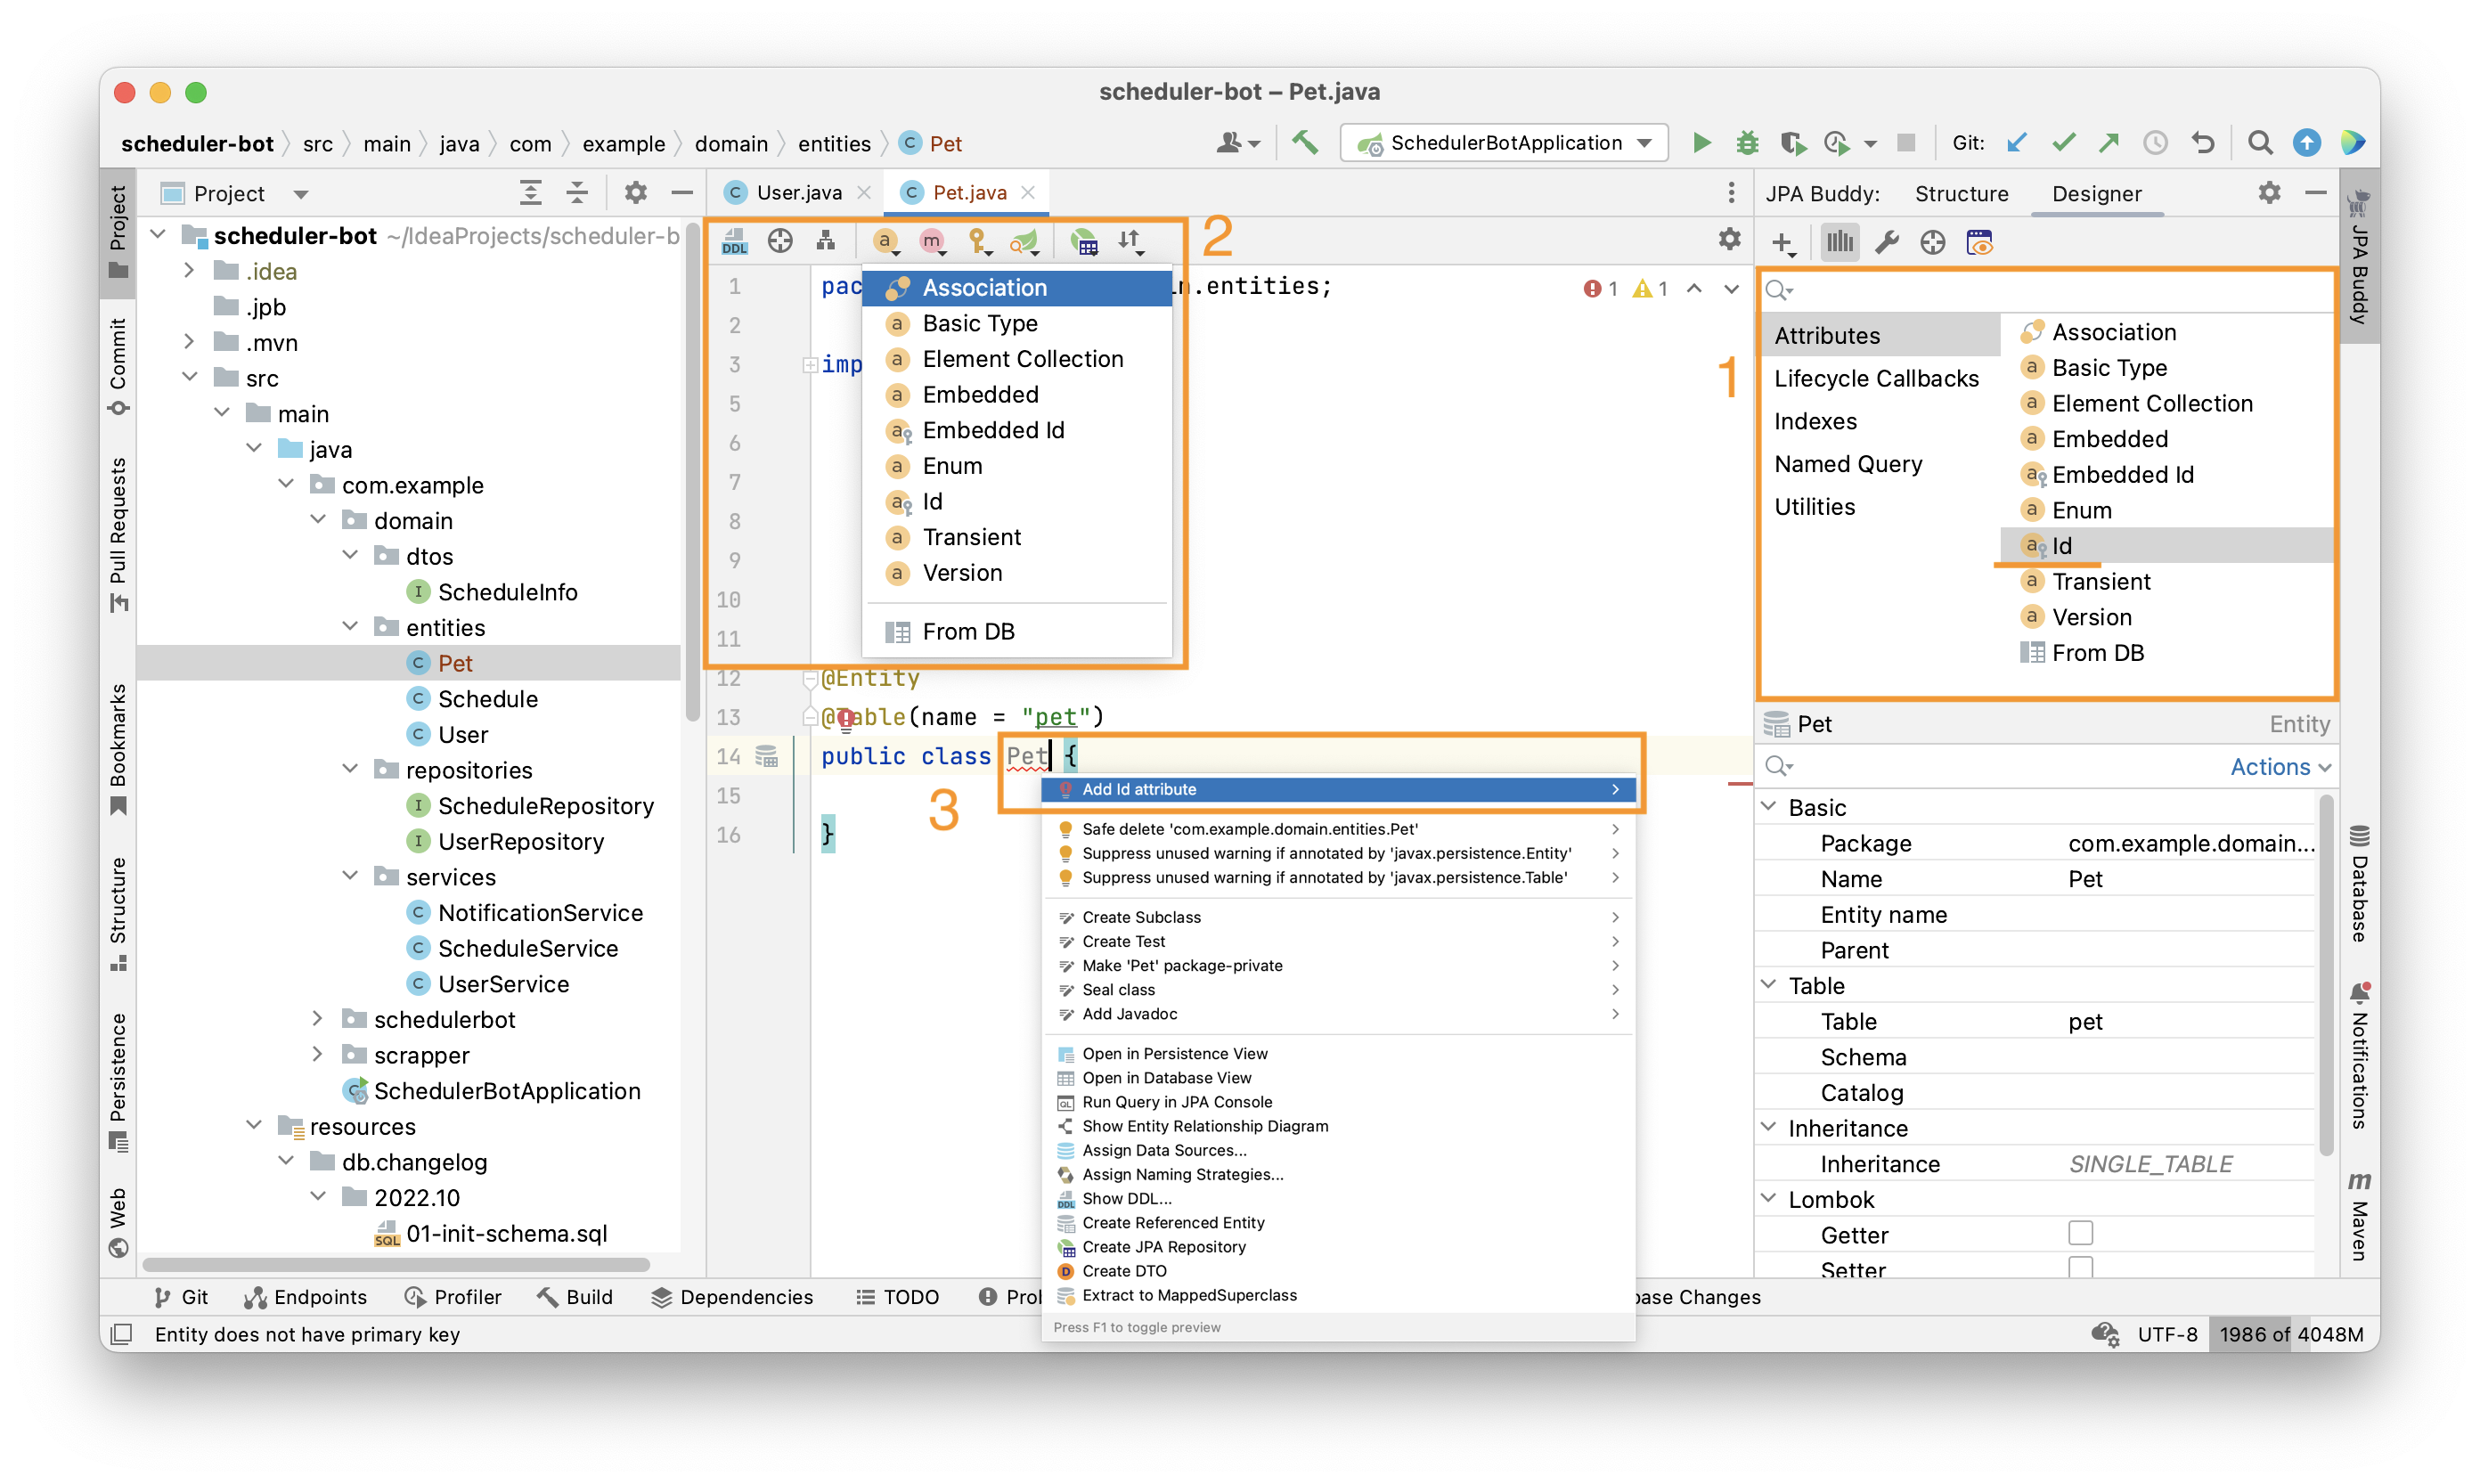 scheduler-bot – Pet.java
scheduler-bot src main java com example domain entities Pet
SchedulerBotApplication
Git:
Project
scheduler-bot ~/IdeaProjects/scheduler-b
.idea
.jpb
.mvn
src
main
java
com.example
domain
dtos
ScheduleInfo
entities
Pet
Schedule
User
repositories
ScheduleRepository
UserRepository
services
NotificationService
ScheduleService
UserService
schedulerbot
scrapper
SchedulerBotApplication
resources
db.changelog
2022.10
01-init-schema.sql
Project
Commit
Pull Requests
Bookmarks
Structure
Persistence
Web
User.java
Pet.java
DDL
2
1 pac n.entities;
2
3 imp
5
6
7
8
9
10
11
12 @Entity
13 @Table(name = "pet")
14 public class Pet {
15
16 }
1 1
Association
Basic Type
Element Collection
Embedded
Embedded Id
Enum
Id
Transient
Version
From DB
3
Add Id attribute
Safe delete 'com.example.domain.entities.Pet'
Suppress unused warning if annotated by 'javax.persistence.Entity'
Suppress unused warning if annotated by 'javax.persistence.Table'
Create Subclass
Create Test
Make 'Pet' package-private
Seal class
Add Javadoc
Open in Persistence View
Open in Database View
Run Query in JPA Console
Show Entity Relationship Diagram
Assign Data Sources...
Assign Naming Strategies...
Show DDL...
Create Referenced Entity
Create JPA Repository
Create DTO
Extract to MappedSuperclass
Press F1 to toggle preview
JPA Buddy: Structure Designer
1
Attributes
Lifecycle Callbacks
Indexes
Named Query
Utilities
Association
Basic Type
Element Collection
Embedded
Embedded Id
Enum
Id
Transient
Version
From DB
Pet Entity
Actions
Basic
Package com.example.domain...
Name Pet
Entity name
Parent
Table
Table pet
Schema
Catalog
Inheritance
Inheritance SINGLE_TABLE
Lombok
Getter
Setter
JPA Buddy
Database
Notifications
Maven
Git Endpoints Profiler Build Dependencies TODO Prob ase Changes
Entity does not have primary key
UTF-8 1986 of 4048M